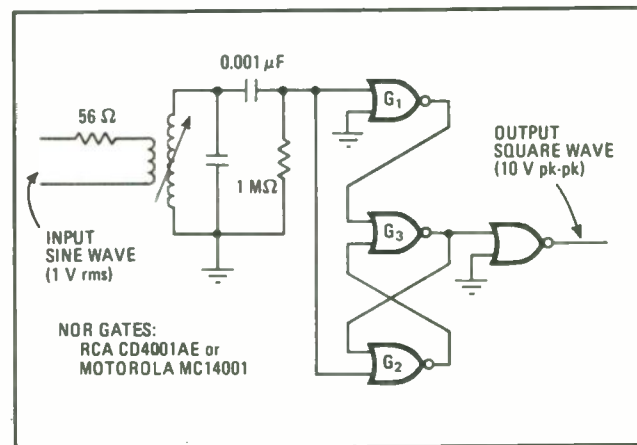 0.001 µF
56 Ω
1 MΩ
G1
G3
G2
OUTPUT
SQUARE WAVE
(10 V pk-pk)
INPUT
SINE WAVE
(1 V rms)
NOR GATES:
RCA CD4001AE or
MOTOROLA MC14001